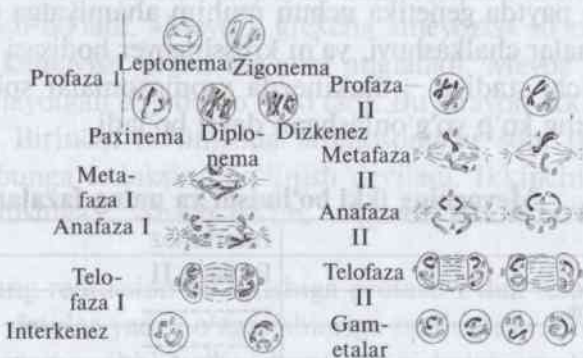 Profaza I
Leptonema Zigonema
Paxinema Diplo-
nema
Dizkenez
Meta-
faza I
Anafaza I
Telo-
faza I
Interkenez
Profaza
II
Metafaza
II
Anafaza
II
Telofaza
II
Gam-
etalar